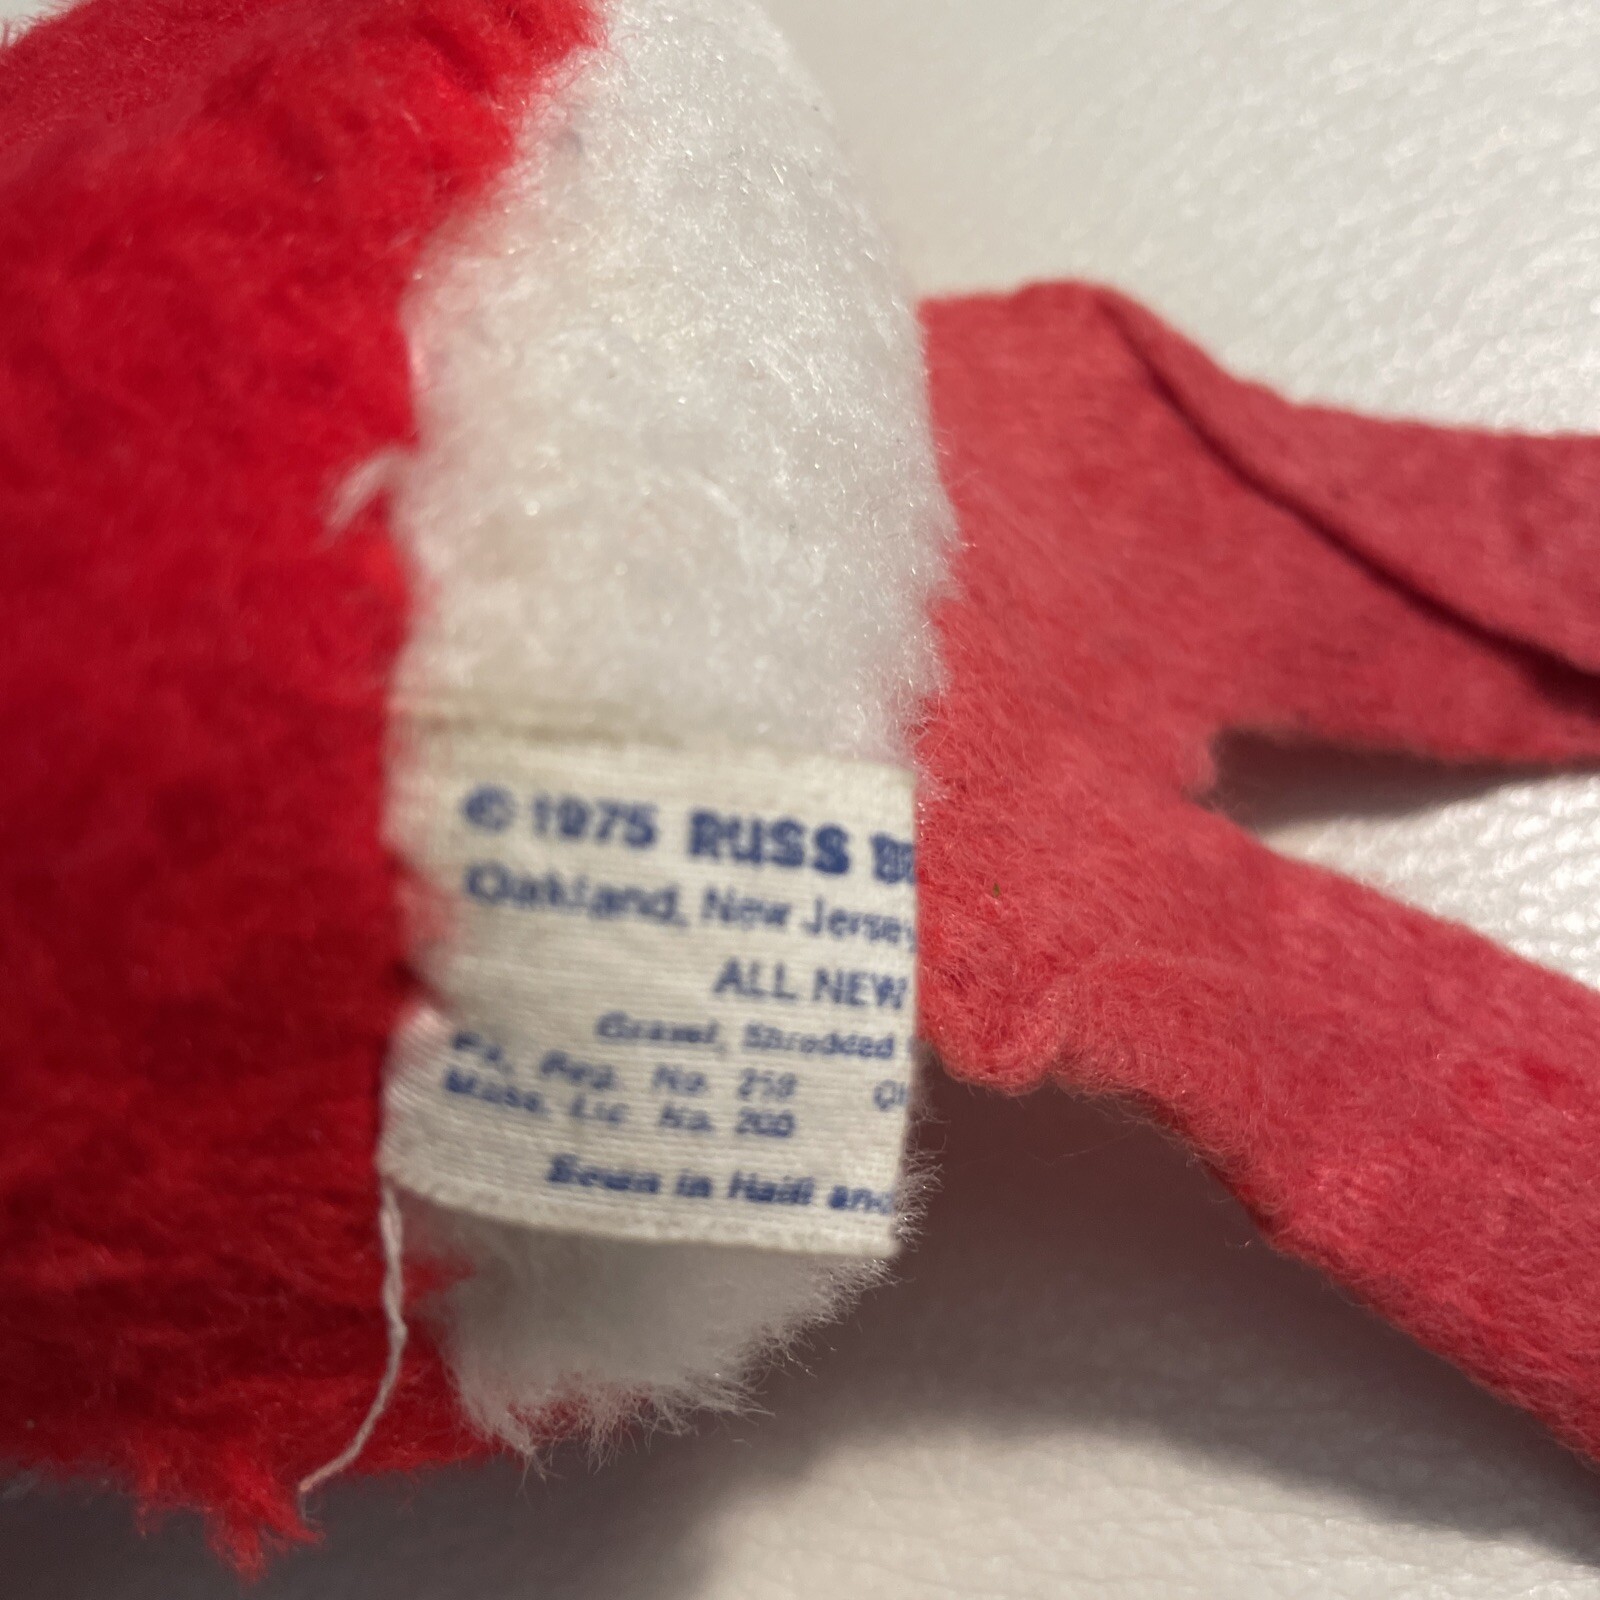 © 1975 RUSS
Oakland, New Jersey
ALL NEW
Gravel, Shredded
Pa. Reg. No. 259
Mass. Lic No. 200
Sewn in Haiti and